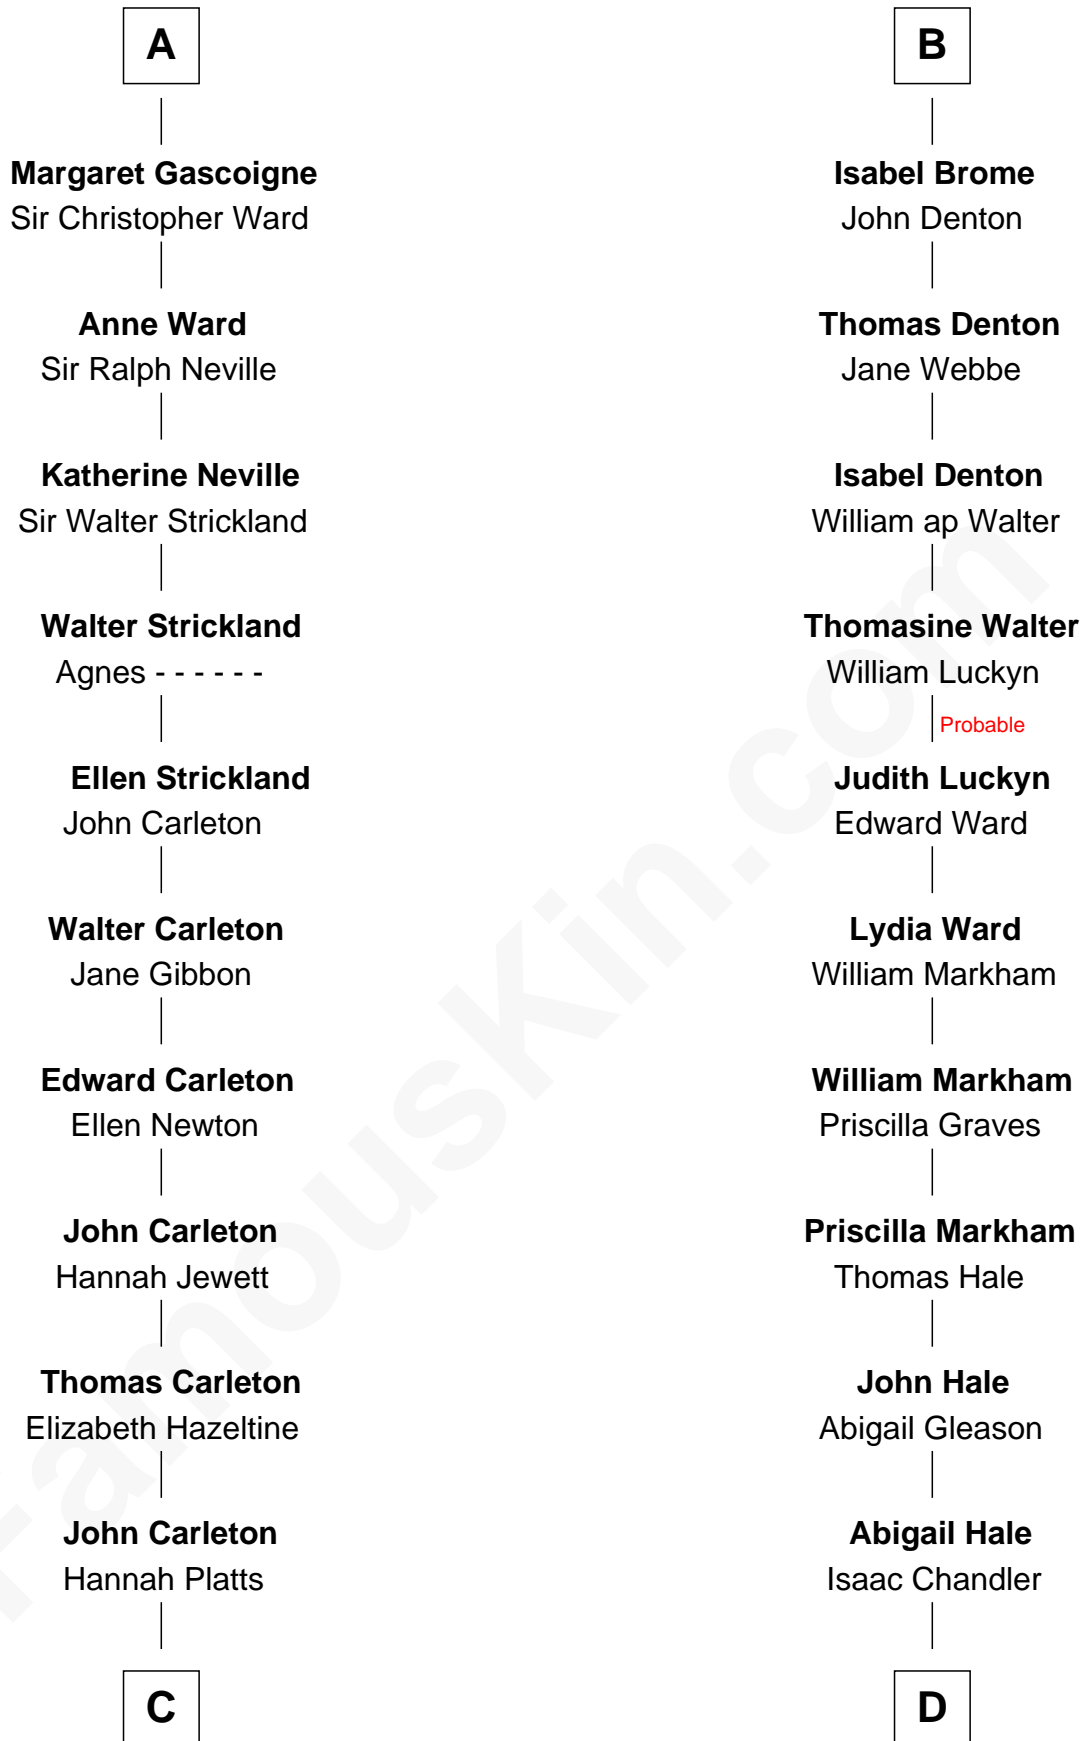 A
Margaret Gascoigne
Sir Christopher Ward
Anne Ward
Sir Ralph Neville
Katherine Neville
Sir Walter Strickland
Walter Strickland
Agnes - - - - - -
Ellen Strickland
John Carleton
Walter Carleton
Jane Gibbon
Edward Carleton
Ellen Newton
John Carleton
Hannah Jewett
Thomas Carleton
Elizabeth Hazeltine
John Carleton
Hannah Platts
C
B
Isabel Brome
John Denton
Thomas Denton
Jane Webbe
Isabel Denton
William ap Walter
Thomasine Walter
William Luckyn
Probable
Judith Luckyn
Edward Ward
Lydia Ward
William Markham
William Markham
Priscilla Graves
Priscilla Markham
Thomas Hale
John Hale
Abigail Gleason
Abigail Hale
Isaac Chandler
D
FamousKin.com